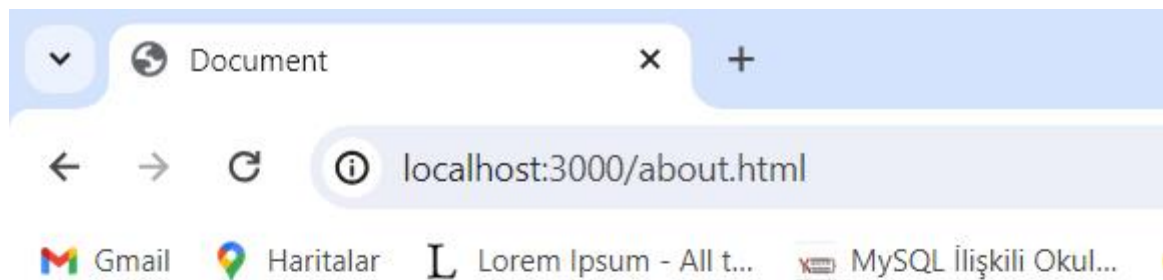 Document
localhost:3000/about.html
Gmail Haritalar L Lorem Ipsum - All t... MySQL İlişkili Okul...